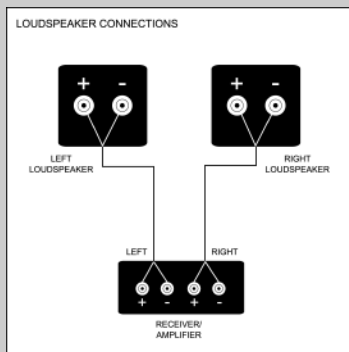 LOUDSPEAKER CONNECTIONS
+ -
+ -
LEFT
LOUDSPEAKER
RIGHT
LOUDSPEAKER
LEFT
RIGHT
+ - + -
RECEIVER/
AMPLIFIER